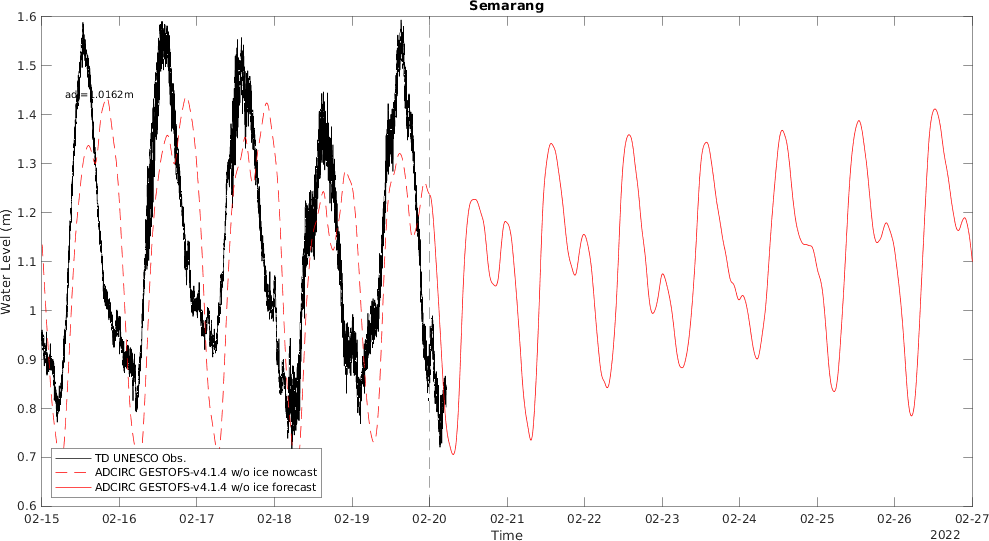 Semarang
1.6
1.5
1.4
1.3
1.2
1.1
1
0.9
0.8
0.7
0.6
Water Level (m)
adj=1.0162m
TD UNESCO Obs.
ADCIRC GESTOFS-v4.1.4 w/o ice nowcast
ADCIRC GESTOFS-v4.1.4 w/o ice forecast
02-15 02-16 02-17 02-18 02-19 02-20 02-21 02-22 02-23 02-24 02-25 02-26 02-27
Time
2022